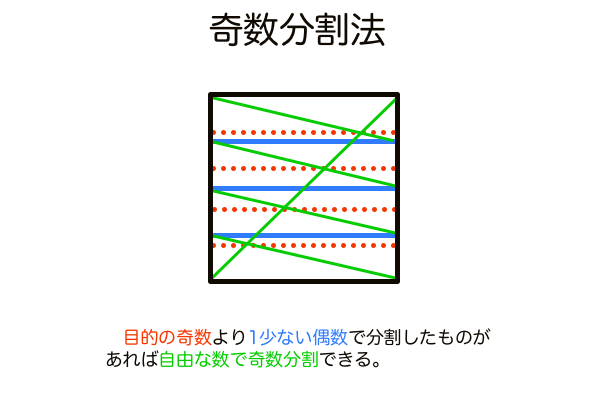 奇数分割法
目的の奇数より1少ない偶数で分割したものが
あれば自由な数で奇数分割できる。